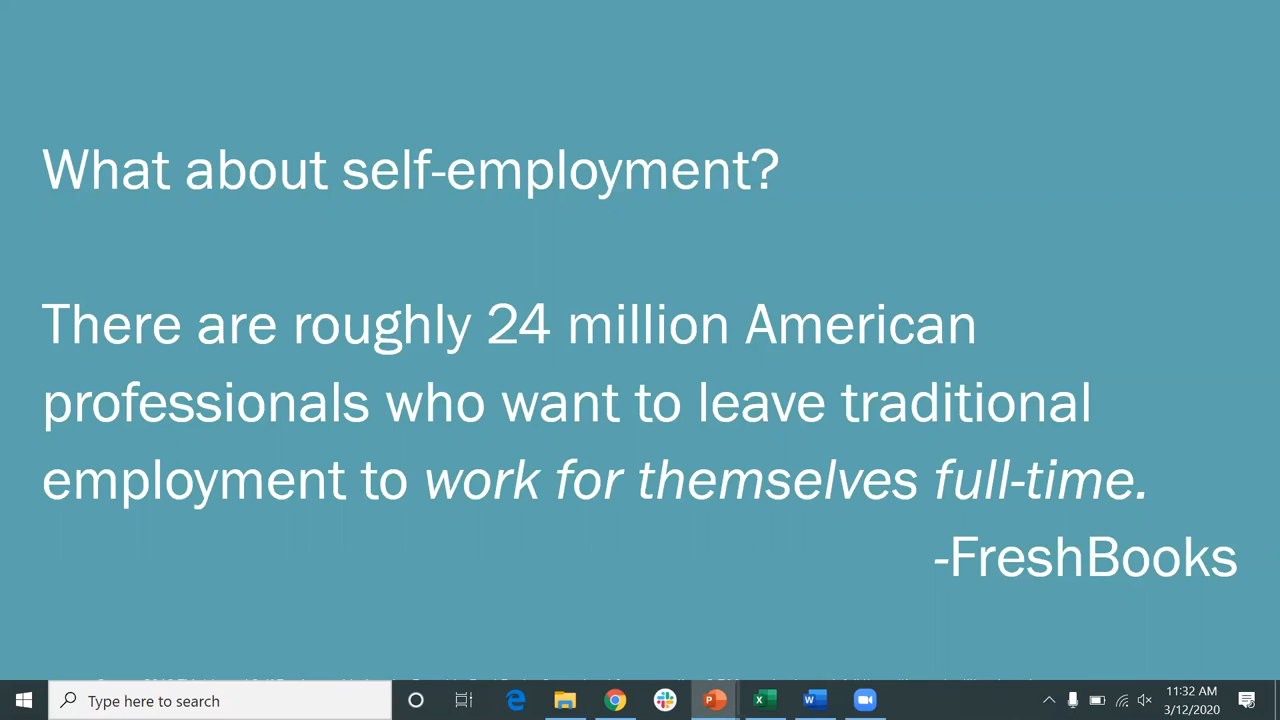 What about self-employment?
There are roughly 24 million American
professionals who want to leave traditional
employment to work for themselves full-time.
-FreshBooks
Type here to search
11:32 AM
3/12/2020